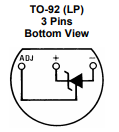 TO-92 (LP)
3 Pins
Bottom View
ADJ + −